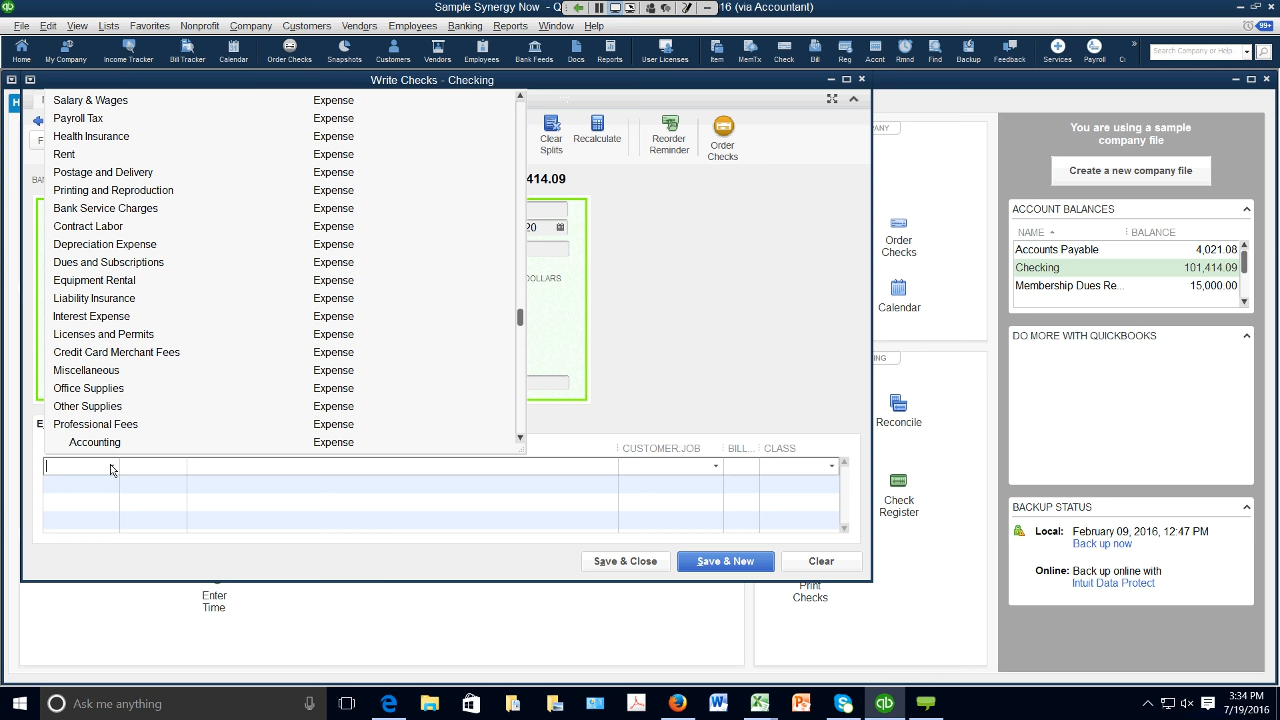 Sample Synergy Now - Q
16 (via Accountant)
File Edit View Lists Favorites Nonprofit Company Customers Vendors Employees Banking Reports Window Help
99+
Home My Company Income Tracker Bill Tracker Calendar Order Checks Snapshots Customers Vendors Employees Bank Feeds Docs Reports User Licenses Item MemTx Check Bill Reg Accnt Rmnd Find Backup Feedback Services Payroll
Search Company or Help
Write Checks - Checking
Salary & Wages Expense
Payroll Tax Expense
Health Insurance Expense
Rent Expense
Postage and Delivery Expense
Printing and Reproduction Expense
Bank Service Charges Expense
Contract Labor Expense
Depreciation Expense Expense
Dues and Subscriptions Expense
Equipment Rental Expense
Liability Insurance Expense
Interest Expense Expense
Licenses and Permits Expense
Credit Card Merchant Fees Expense
Miscellaneous Expense
Office Supplies Expense
Other Supplies Expense
Professional Fees Expense
Accounting Expense
Clear Splits
Recalculate
Reorder Reminder
Order Checks
414.09
20
DOLLARS
CUSTOMER:JOB BILL... CLASS
Save & Close Save & New Clear
Enter Time
ANY
Order Checks
Calendar
ING
Reconcile
Check Register
Print Checks
You are using a sample
company file
Create a new company file
ACCOUNT BALANCES
NAME BALANCE
Accounts Payable 4,021.08
Checking 101,414.09
Membership Dues Re... 15,000.00
DO MORE WITH QUICKBOOKS
BACKUP STATUS
Local: February 09, 2016, 12:47 PM
Back up now
Online: Back up online with
Intuit Data Protect
Ask me anything
3:34 PM
7/19/2016